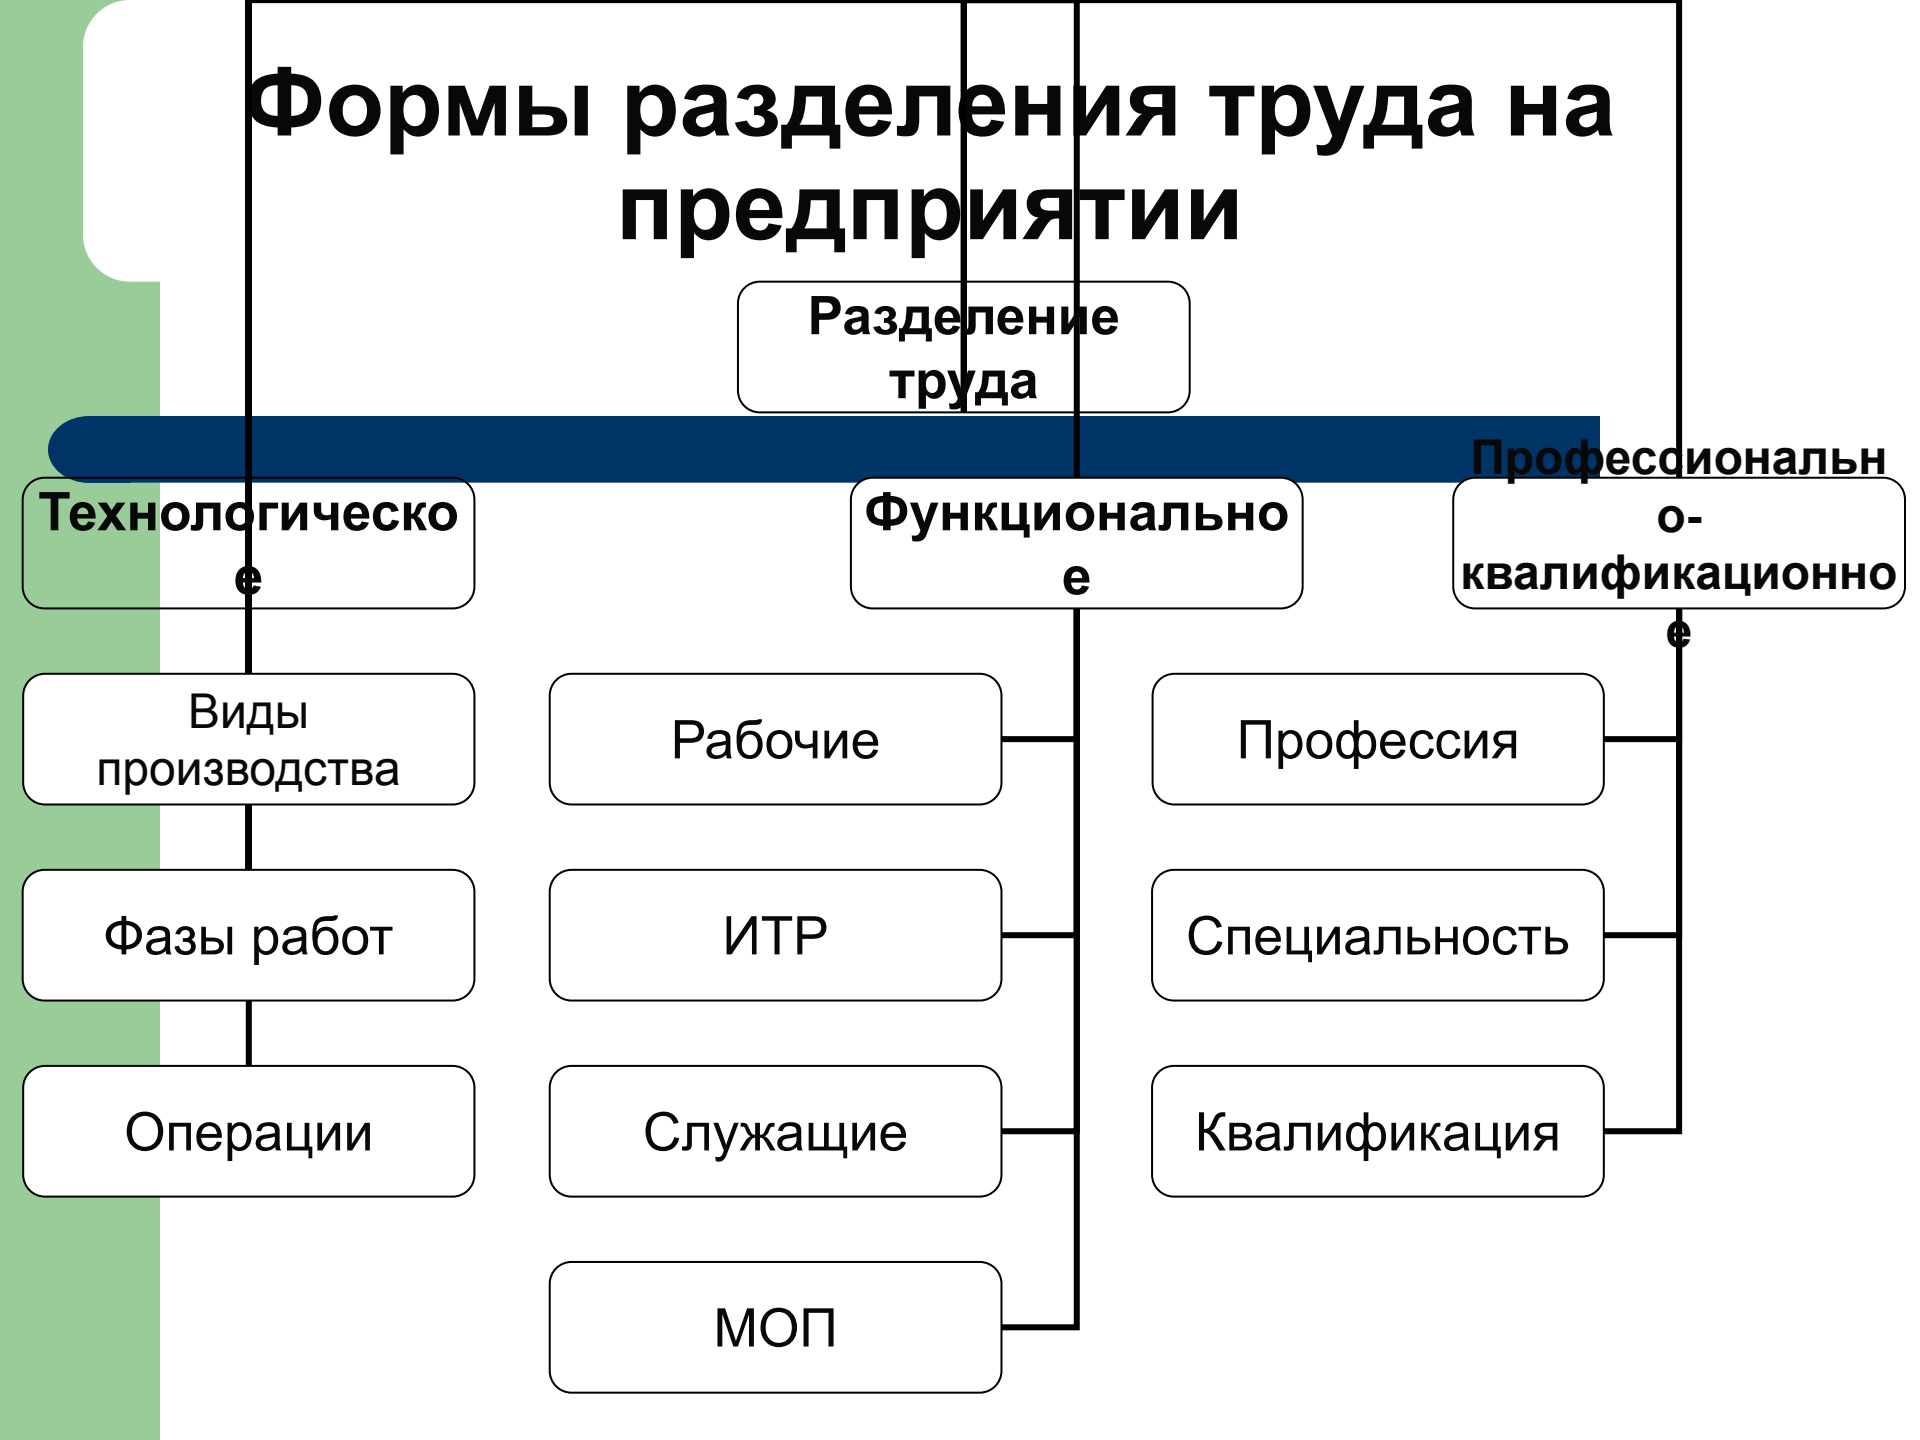 Формы разделения труда на
предприятии
Разделение
труда
Технологическо
е
Функционально
е
Профессиональн
о-
квалификационно
е
Виды
производства
Рабочие
Профессия
Фазы работ
ИТР
Специальность
Операции
Служащие
Квалификация
МОП